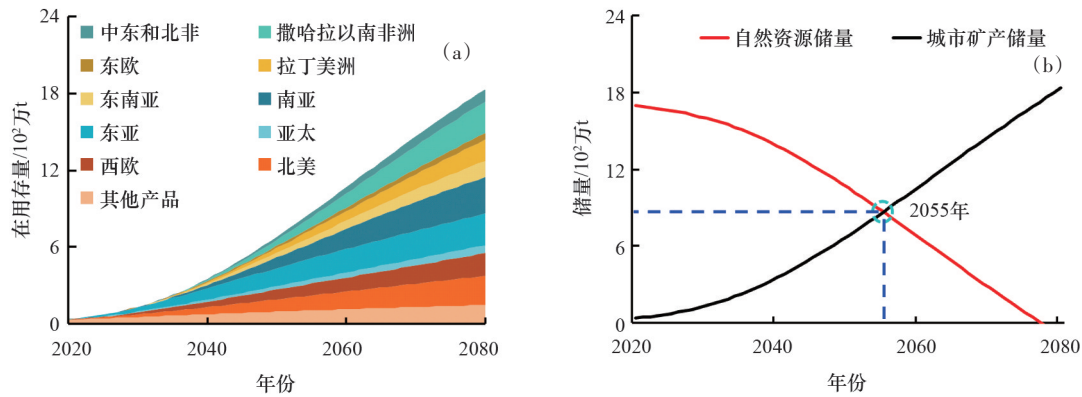 24
18
12
6
0
在用存量/10²万t
中东和北非
撒哈拉以南非洲
(a)
东欧
拉丁美洲
东南亚
南亚
东亚
亚太
西欧
北美
其他产品
2020
2040
2060
2080
年份
24
18
12
6
0
储量/10²万t
自然资源储量
城市矿产储量
(b)
2055年
2020
2040
2060
2080
年份